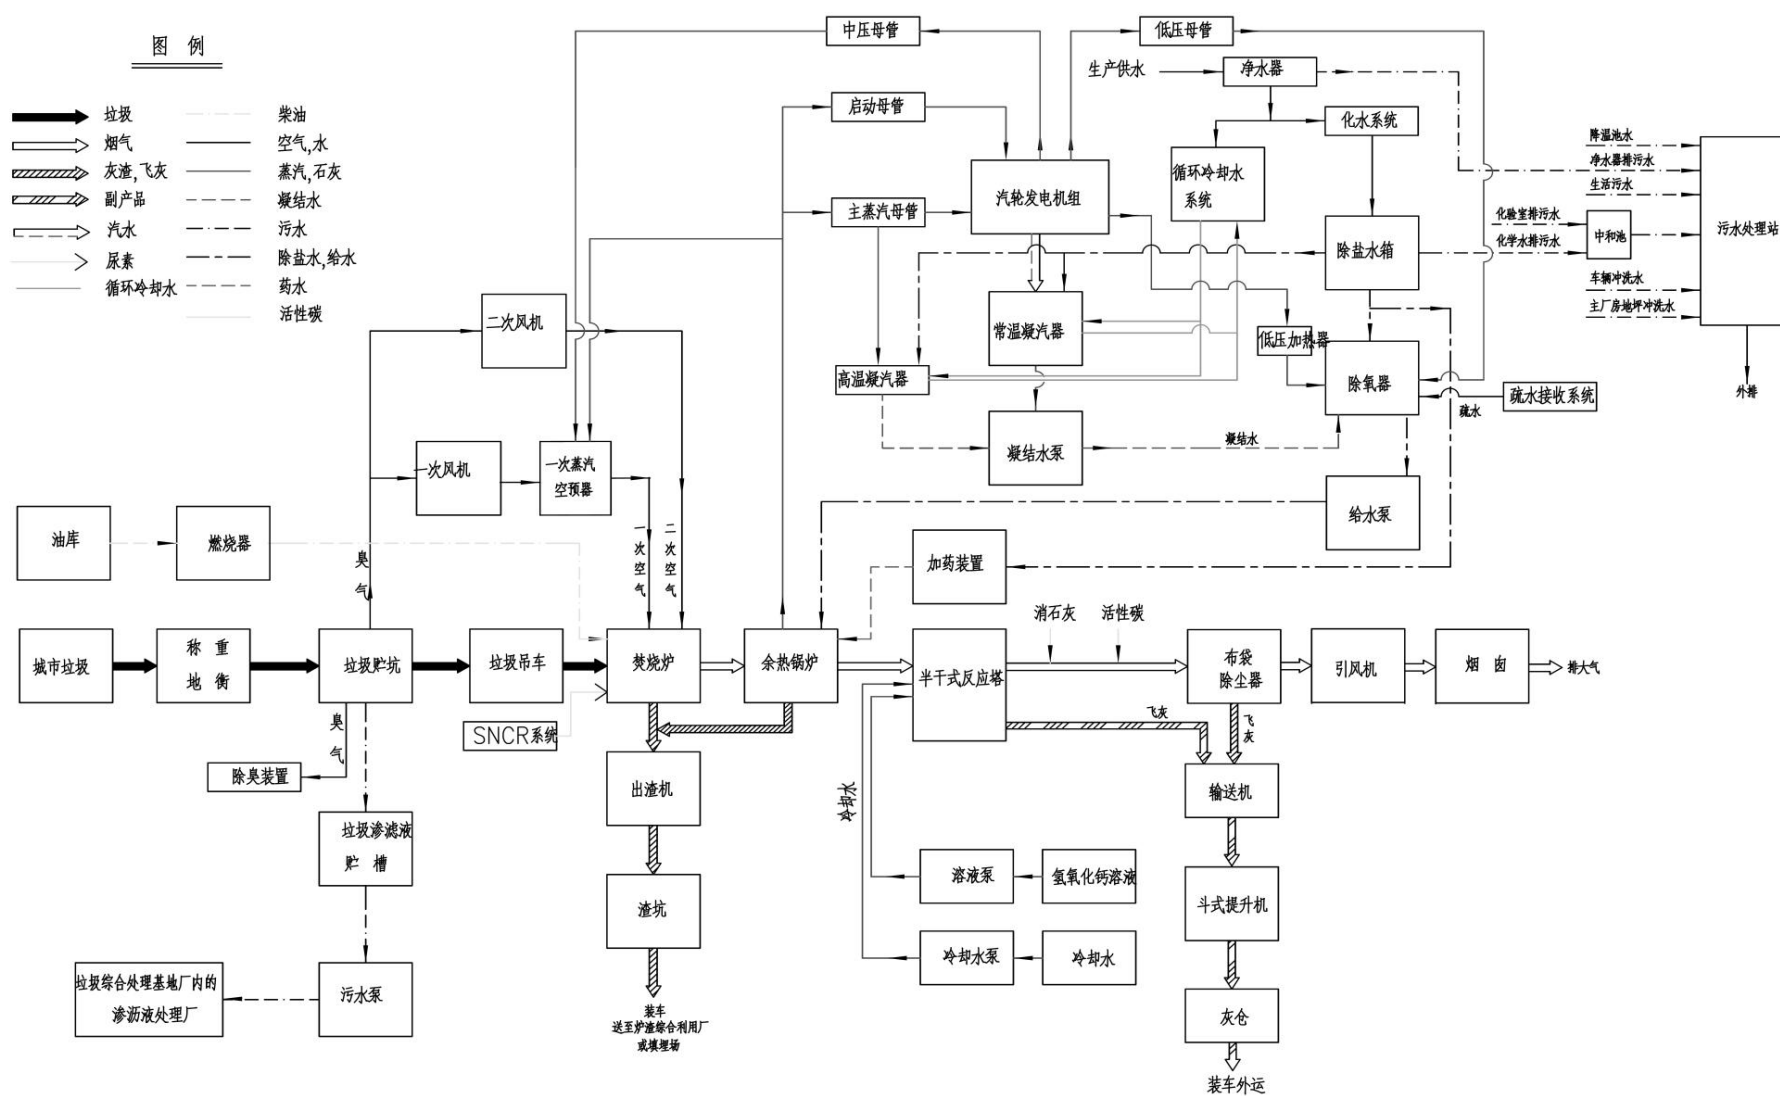 图 例
垃圾
烟气
灰渣,飞灰
副产品
汽水
尿素
循环冷却水
柴油
空气,水
蒸汽,石灰
凝结水
污水
除盐水,给水
药水
活性碳
中压母管
低压母管
生产供水
净水器
启动母管
化水系统
汽轮发电机组
循环冷却水
系统
主蒸汽母管
除盐水箱
降温池水
净水器排污水
生活污水
化验室排污水
化学水排污水
中和池
车辆冲洗水
主厂房地坪冲洗水
污水处理站
外排
二次风机
常温凝汽器
低压加热器
高温凝汽器
除氧器
疏水接收系统
疏水
一次风机
一次蒸汽
空预器
凝结水泵
凝结水
给水泵
油库
燃烧器
臭气
一次空气
二次空气
加药装置
消石灰
活性碳
城市垃圾
称 重
地 衡
垃圾贮坑
垃圾吊车
焚烧炉
余热锅炉
半干式反应塔
布袋
除尘器
引风机
烟 囱
排大气
SNCR系统
臭气
除臭装置
飞灰
飞灰
出渣机
输送机
冷却水
垃圾渗滤液
贮 槽
溶液泵
氢氧化钙溶液
渣坑
斗式提升机
冷却水泵
冷却水
垃圾综合处理基地厂内的
渗沥液处理厂
污水泵
装车
送至炉渣综合利用厂
或填埋场
灰仓
装车外运